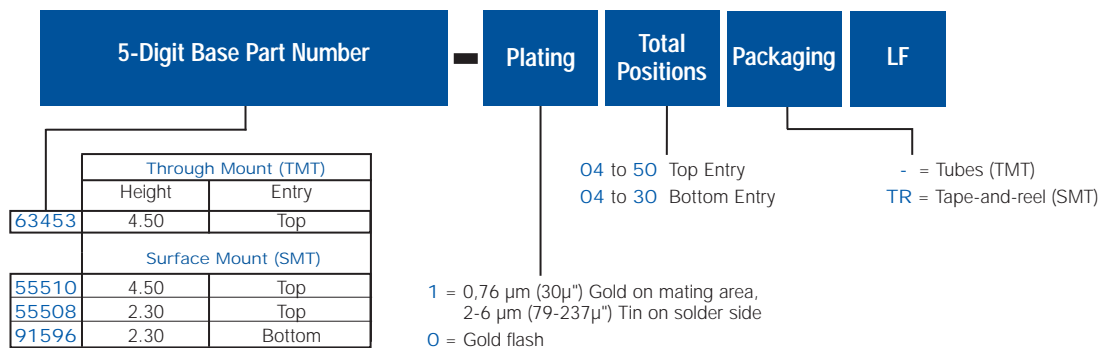 5-Digit Base Part Number - Plating Total Positions Packaging LF
Through Mount (TMT)
Height Entry
63453 4.50 Top
Surface Mount (SMT)
55510 4.50 Top
55508 2.30 Top
91596 2.30 Bottom
1 = 0,76 µm (30µ") Gold on mating area,
2-6 µm (79-237µ") Tin on solder side
0 = Gold flash
04 to 50 Top Entry
04 to 30 Bottom Entry
- = Tubes (TMT)
TR = Tape-and-reel (SMT)